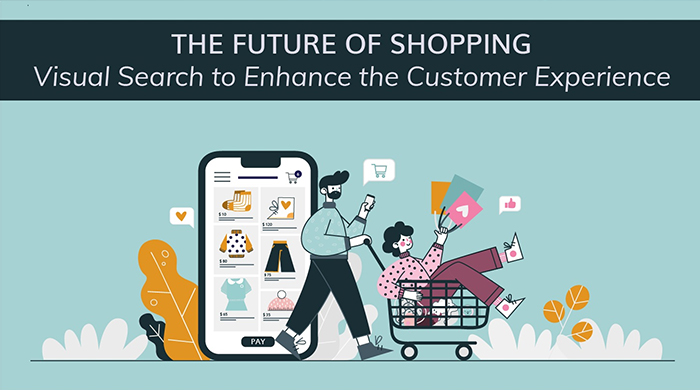 THE FUTURE OF SHOPPING
Visual Search to Enhance the Customer Experience
$ 10
$ 120
$ 80
$ 75
$ 45
$ 35
PAY